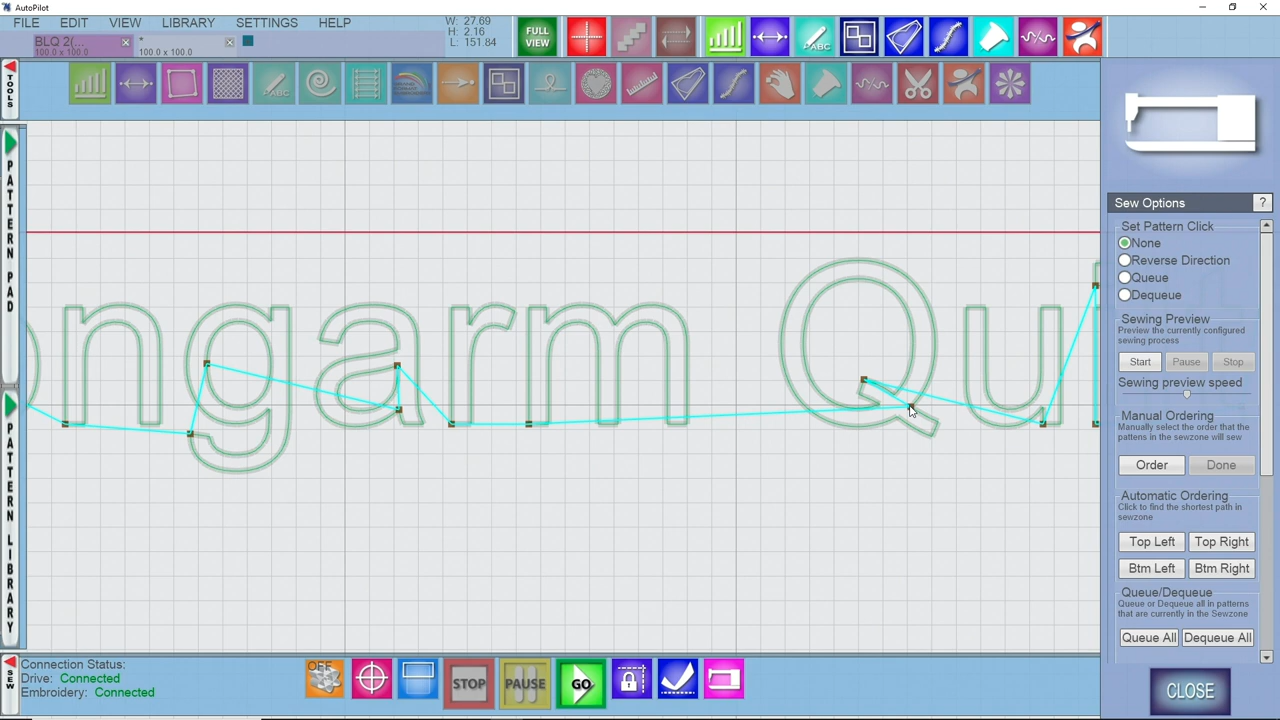 AutoPilot
FILE EDIT VIEW LIBRARY SETTINGS HELP
W: 27.69
H: 2.16
L: 151.84
BLQ 2(...
100.0 x 100.0
*
100.0 x 100.0
FULL
VIEW
ABC
TOOLS
ABC
PATTERN PAD
PATTERN LIBRARY
ngarm Qu
Sew Options ?
Set Pattern Click
None
Reverse Direction
Queue
Dequeue
Sewing Preview
Preview the currently configured
sewing process
Start Pause Stop
Sewing preview speed
Manual Ordering
Manually select the order that the
pattens in the sewzone will sew
Order Done
Automatic Ordering
Click to find the shortest path in
sewzone
Top Left Top Right
Btm Left Btm Right
Queue/Dequeue
Queue or Dequeue all in patterns
that are currently in the Sewzone
Queue All Dequeue All
CLOSE
SEW
Connection Status:
Drive: Connected
Embroidery: Connected
OFF
STOP
PAUSE
GO